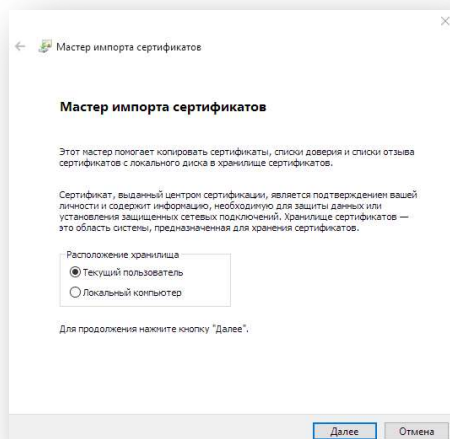 Мастер импорта сертификатов
Мастер импорта сертификатов
Этот мастер помогает копировать сертификаты, списки доверия и списки отзыва
сертификатов с локального диска в хранилище сертификатов.
Сертификат, выданный центром сертификации, является подтверждением вашей
личности и содержит информацию, необходимую для защиты данных или
установления защищенных сетевых подключений. Хранилище сертификатов —
это область системы, предназначенная для хранения сертификатов.
Расположение хранилища
Текущий пользователь
Локальный компьютер
Для продолжения нажмите кнопку "Далее".
Далее Отмена